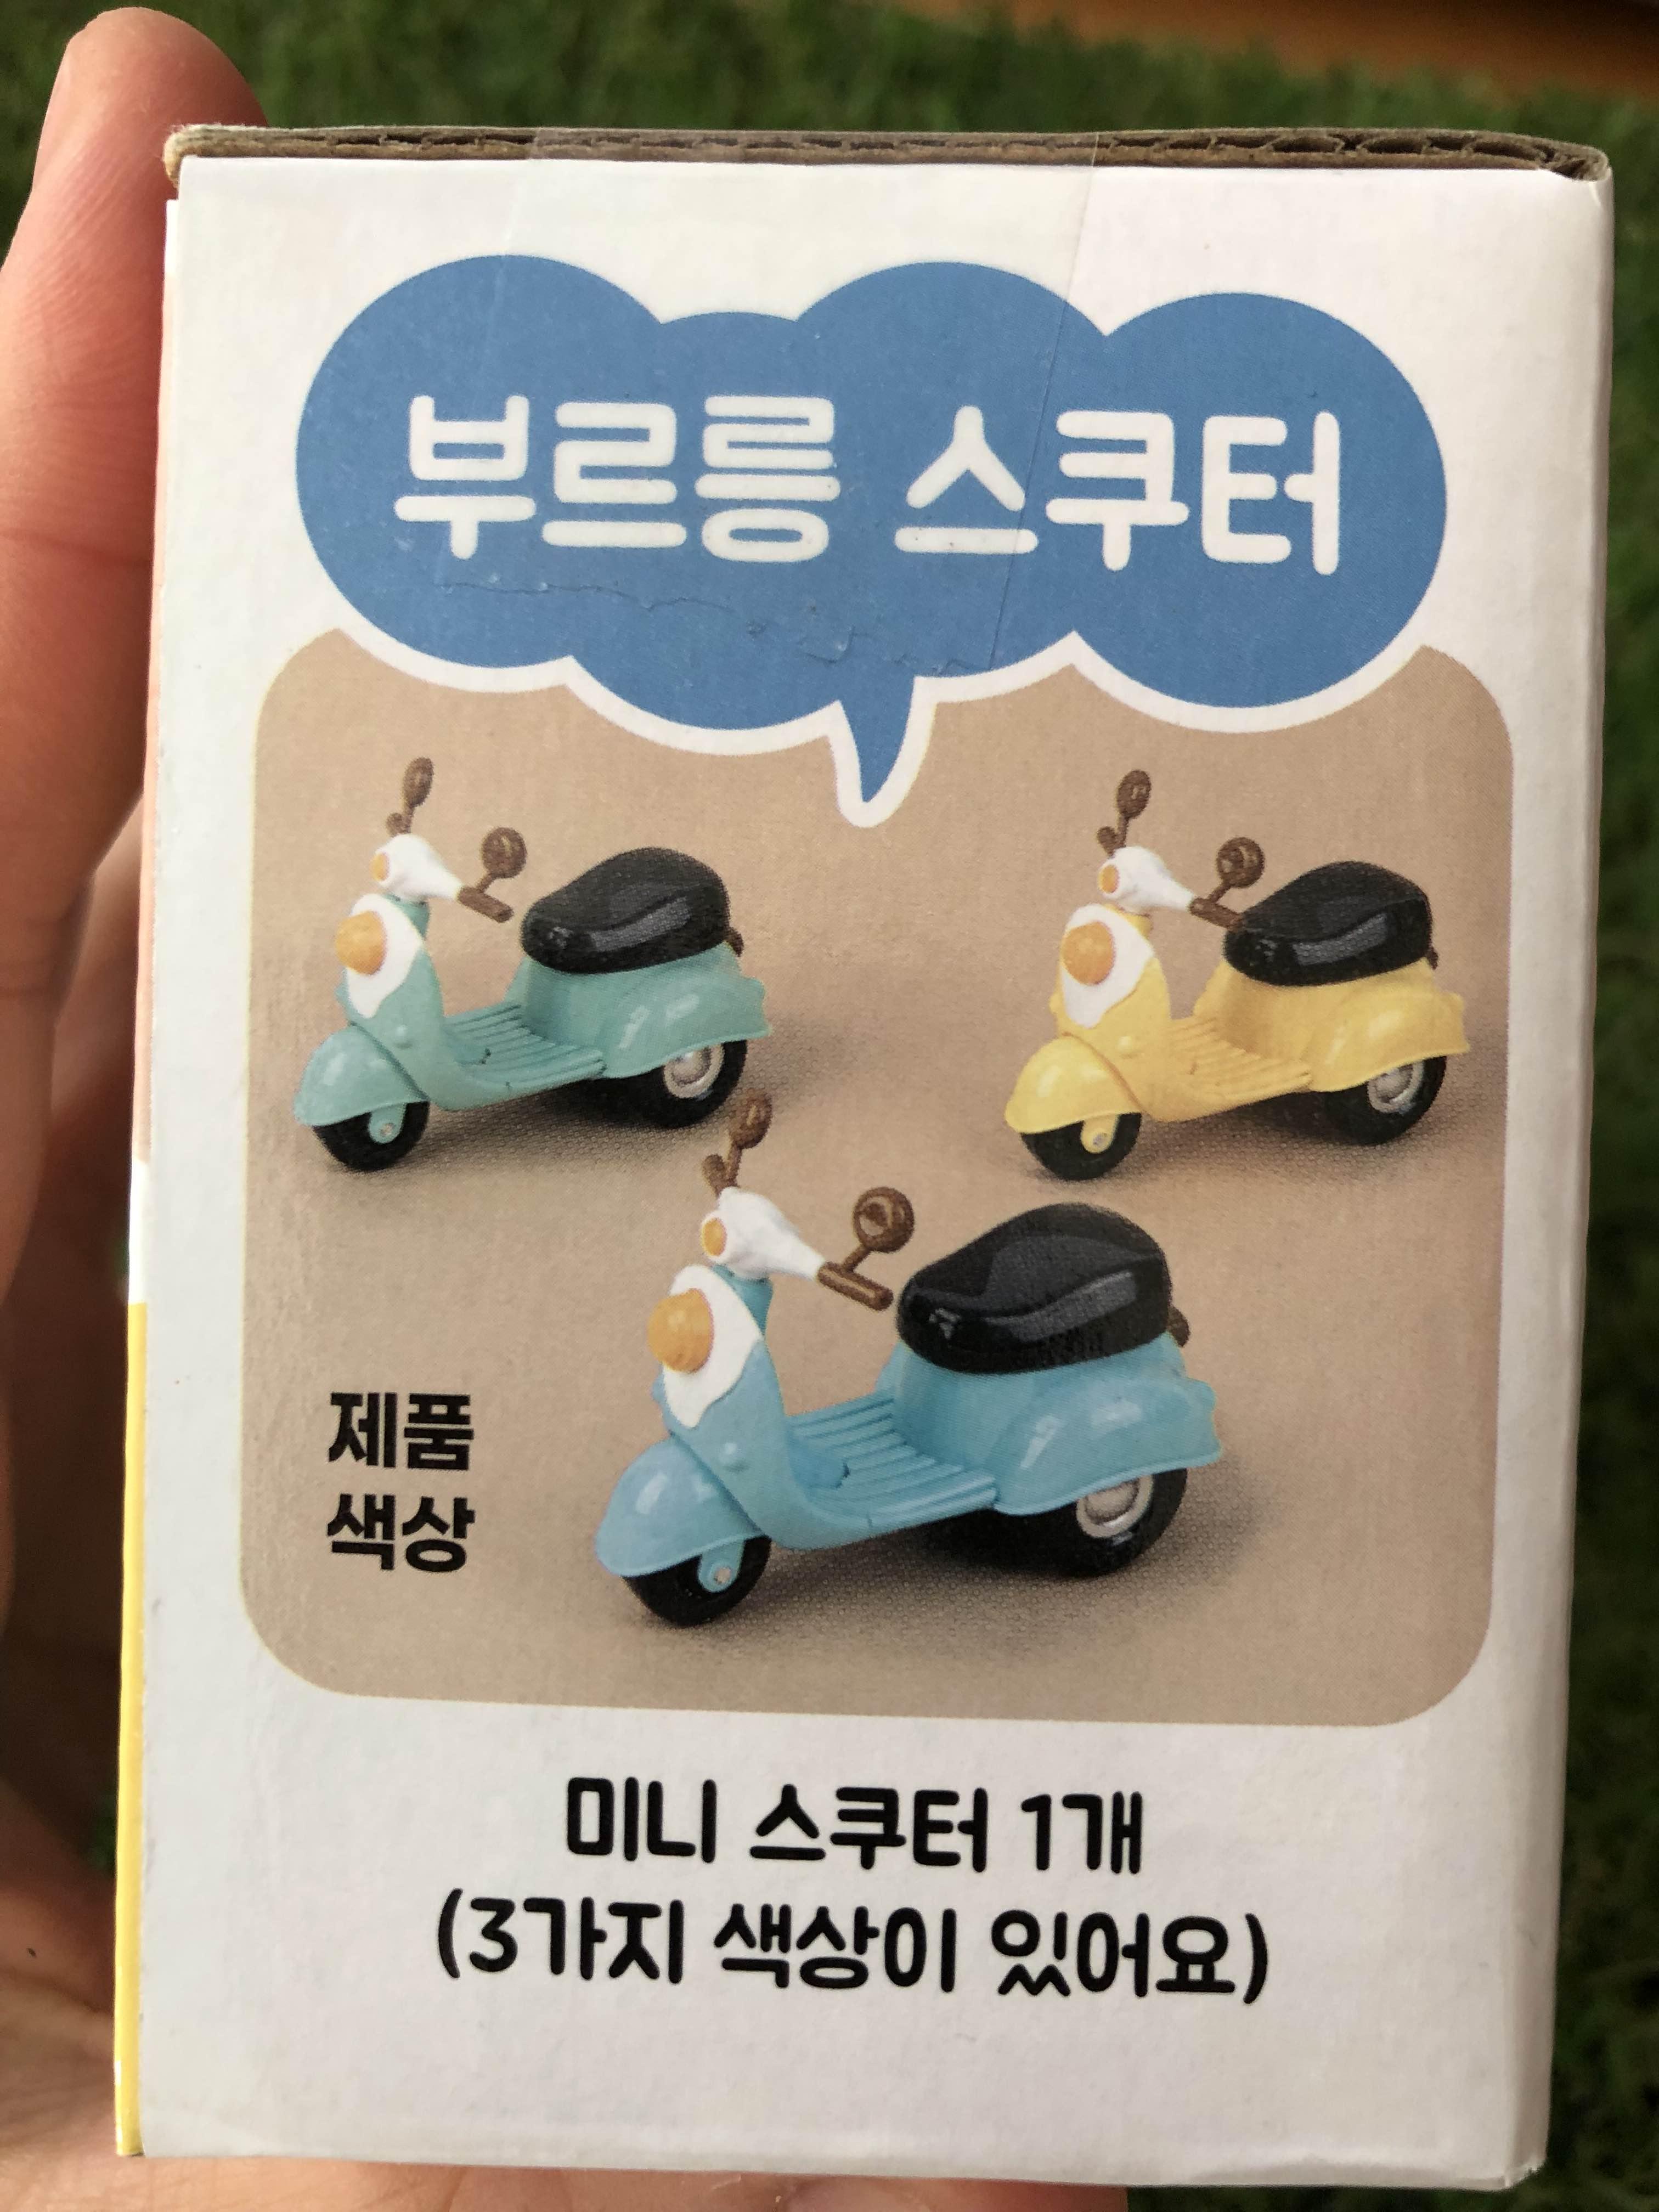 부르릉 스쿠터
제품
색상
미니 스쿠터 1개
(3가지 색상이 있어요)